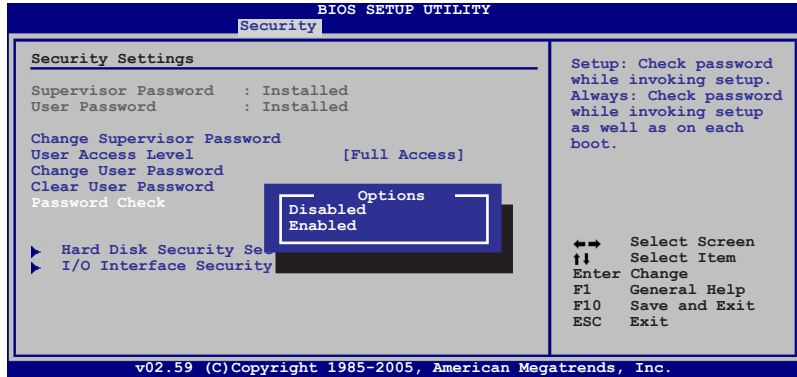 BIOS SETUP UTILITY
Security
Security Settings
Supervisor Password : Installed
User Password : Installed
Change Supervisor Password
User Access Level [Full Access]
Change User Password
Clear User Password
Password Check
Hard Disk Security Se
I/O Interface Security
Options
Disabled
Enabled
Setup: Check password
while invoking setup.
Always: Check password
while invoking setup
as well as on each
boot.
Select Screen
Select Item
Enter Change
F1 General Help
F10 Save and Exit
ESC Exit
v02.59 (C)Copyright 1985-2005, American Megatrends, Inc.